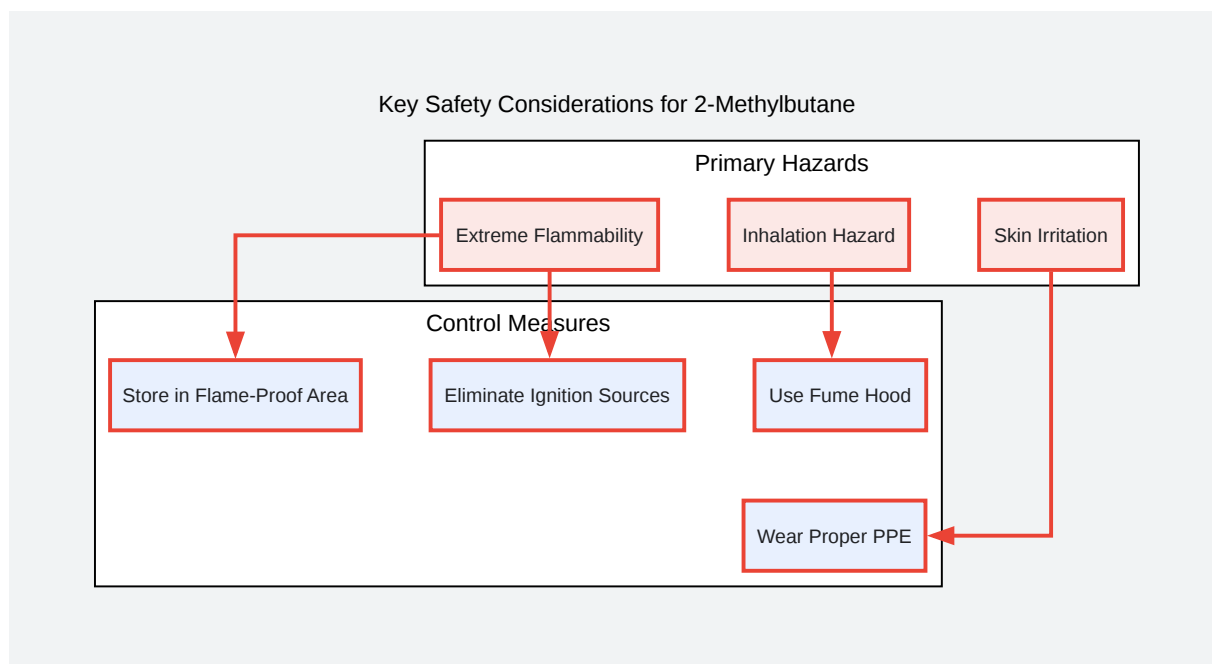 Key Safety Considerations for 2-Methylbutane
Primary Hazards
Extreme Flammability
Inhalation Hazard
Skin Irritation
Control Measures
Store in Flame-Proof Area
Eliminate Ignition Sources
Use Fume Hood
Wear Proper PPE